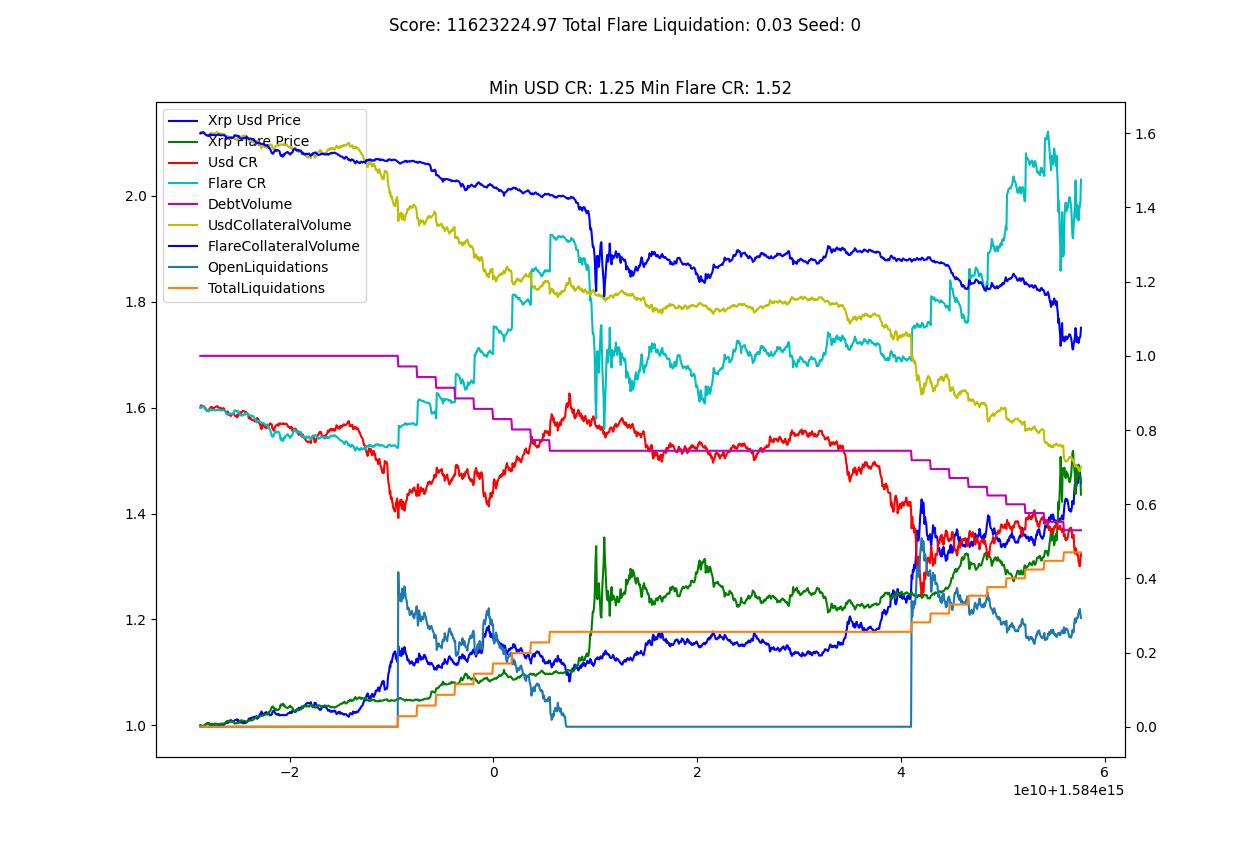 Score: 11623224.97 Total Flare Liquidation: 0.03 Seed: 0
Min USD CR: 1.25 Min Flare CR: 1.52
Xrp Usd Price
Xrp Flare Price
Usd CR
Flare CR
DebtVolume
UsdCollateralVolume
FlareCollateralVolume
OpenLiquidations
TotalLiquidations
2.0
1.8
1.6
1.4
1.2
1.0
1.6
1.4
1.2
1.0
0.8
0.6
0.4
0.2
0.0
−2 0 2 4 6
1e10+1.584e15